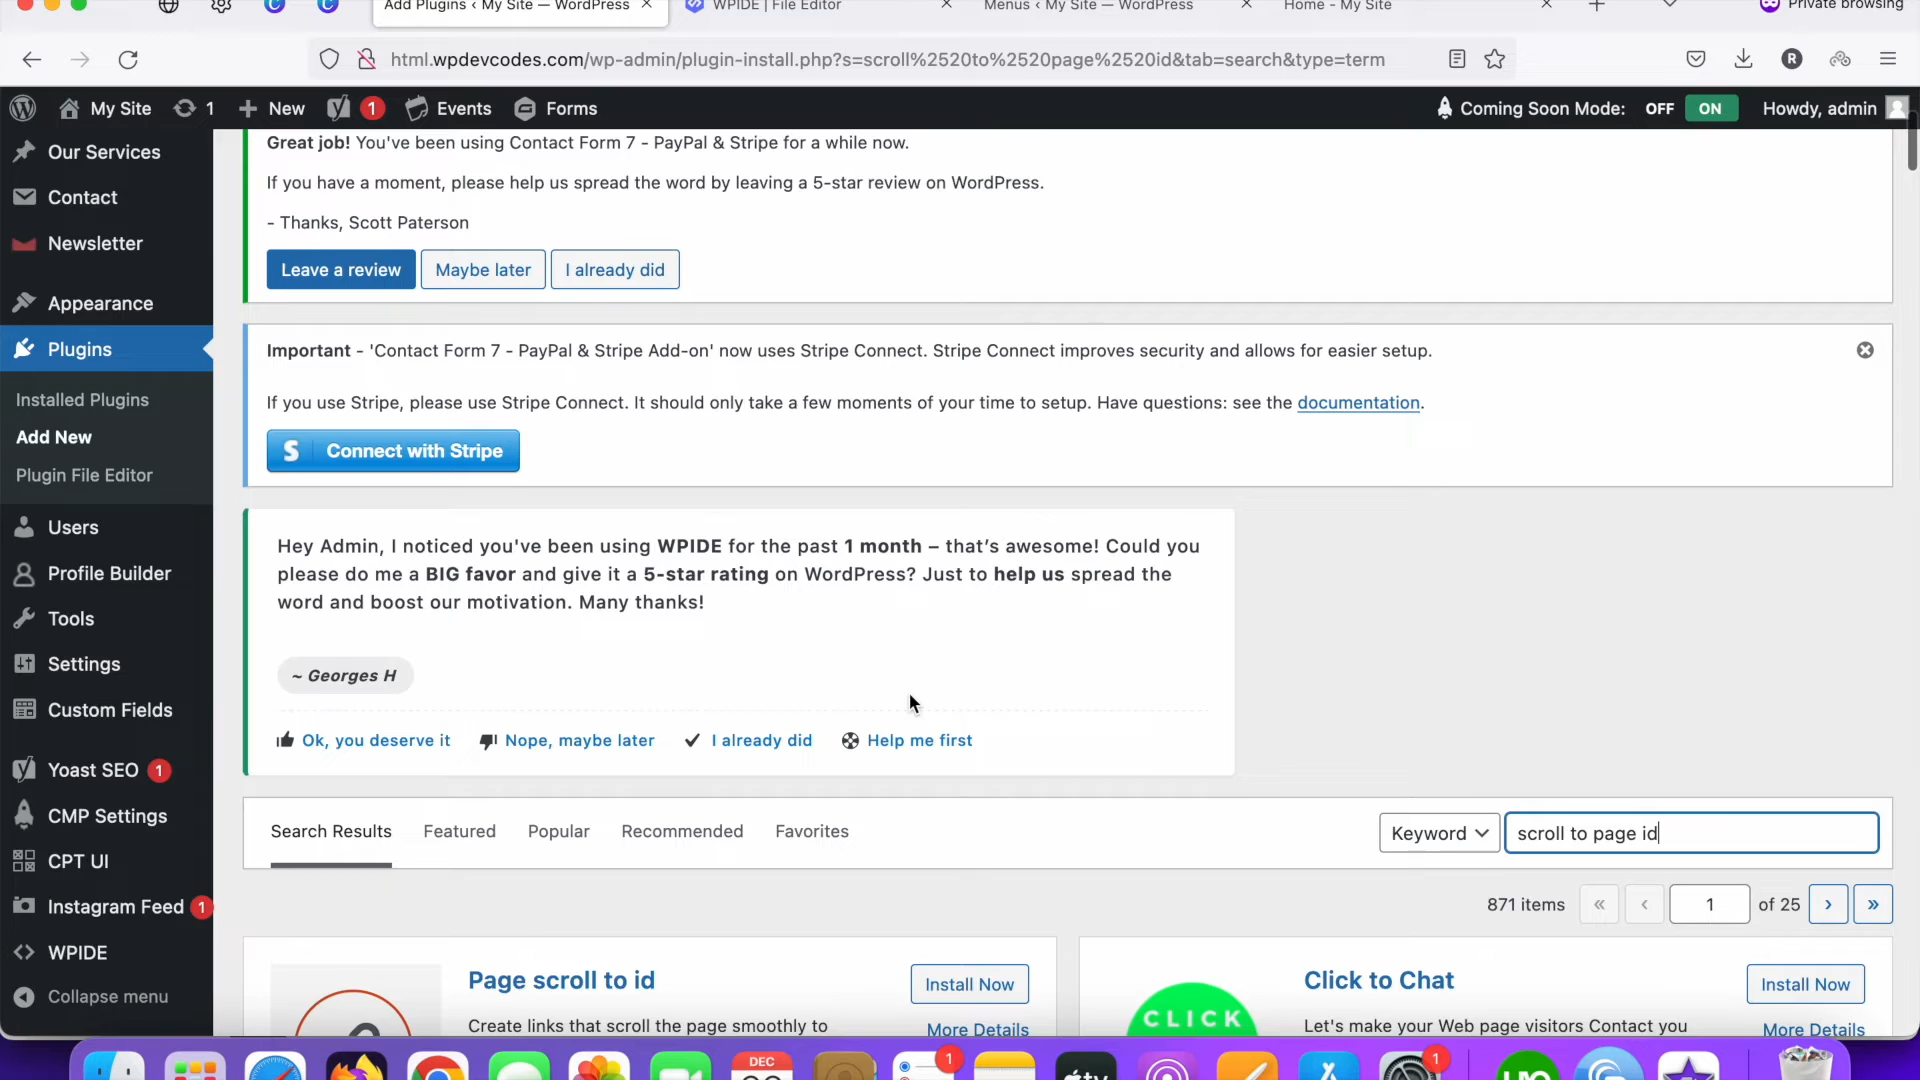 Add Plugins ‹ My Site — WordPress
WPIDE | File Editor
Menus ‹ My Site — WordPress
Home - My Site
Private browsing
html.wpdevcodes.com/wp-admin/plugin-install.php?s=scroll%2520to%2520page%2520id&tab=search&type=term
R
My Site
1
New
1
Events
Forms
Coming Soon Mode: OFF ON
Howdy, admin
Our Services
Contact
Newsletter
Appearance
Plugins
Installed Plugins
Add New
Plugin File Editor
Users
Profile Builder
Tools
Settings
Custom Fields
Yoast SEO 1
CMP Settings
CPT UI
Instagram Feed 1
WPIDE
Collapse menu
Great job! You've been using Contact Form 7 - PayPal & Stripe for a while now.
If you have a moment, please help us spread the word by leaving a 5-star review on WordPress.
- Thanks, Scott Paterson
Leave a review
Maybe later
I already did
Important - 'Contact Form 7 - PayPal & Stripe Add-on' now uses Stripe Connect. Stripe Connect improves security and allows for easier setup.
If you use Stripe, please use Stripe Connect. It should only take a few moments of your time to setup. Have questions: see the documentation.
S Connect with Stripe
Hey Admin, I noticed you've been using WPIDE for the past 1 month – that's awesome! Could you
please do me a BIG favor and give it a 5-star rating on WordPress? Just to help us spread the
word and boost our motivation. Many thanks!
~ Georges H
Ok, you deserve it
Nope, maybe later
I already did
Help me first
Search Results
Featured
Popular
Recommended
Favorites
Keyword
scroll to page id
871 items
« ‹ 1 of 25 › »
Page scroll to id
Install Now
Create links that scroll the page smoothly to
More Details
CLICK
Click to Chat
Install Now
Let's make your Web page visitors Contact you
More Details
DEC
1
tv
1